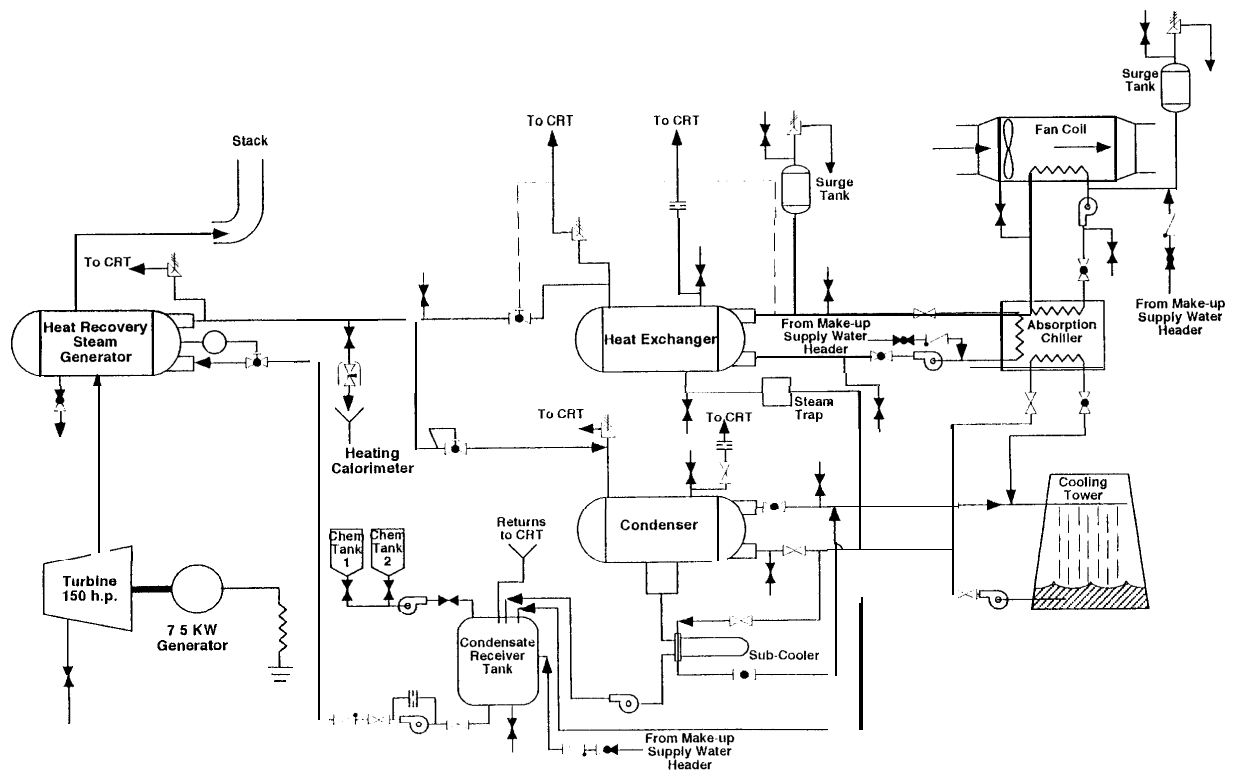 Surge
Tank
To CRT
To CRT
Fan Coil
Stack
Surge
Tank
To CRT
From Make-up
Supply Water
Header
Heat Recovery
Steam
Generator
Heat Exchanger
From Make-up
Supply Water
Header
Absorption
Chiller
Steam
Trap
To CRT
To CRT
Heating
Calorimeter
Cooling
Tower
Condenser
Returns
to CRT
Chem
Tank
1
Chem
Tank
2
Turbine
150 h.p.
7 5 KW
Generator
Condensate
Receiver
Tank
Sub-Cooler
From Make-up
Supply Water
Header